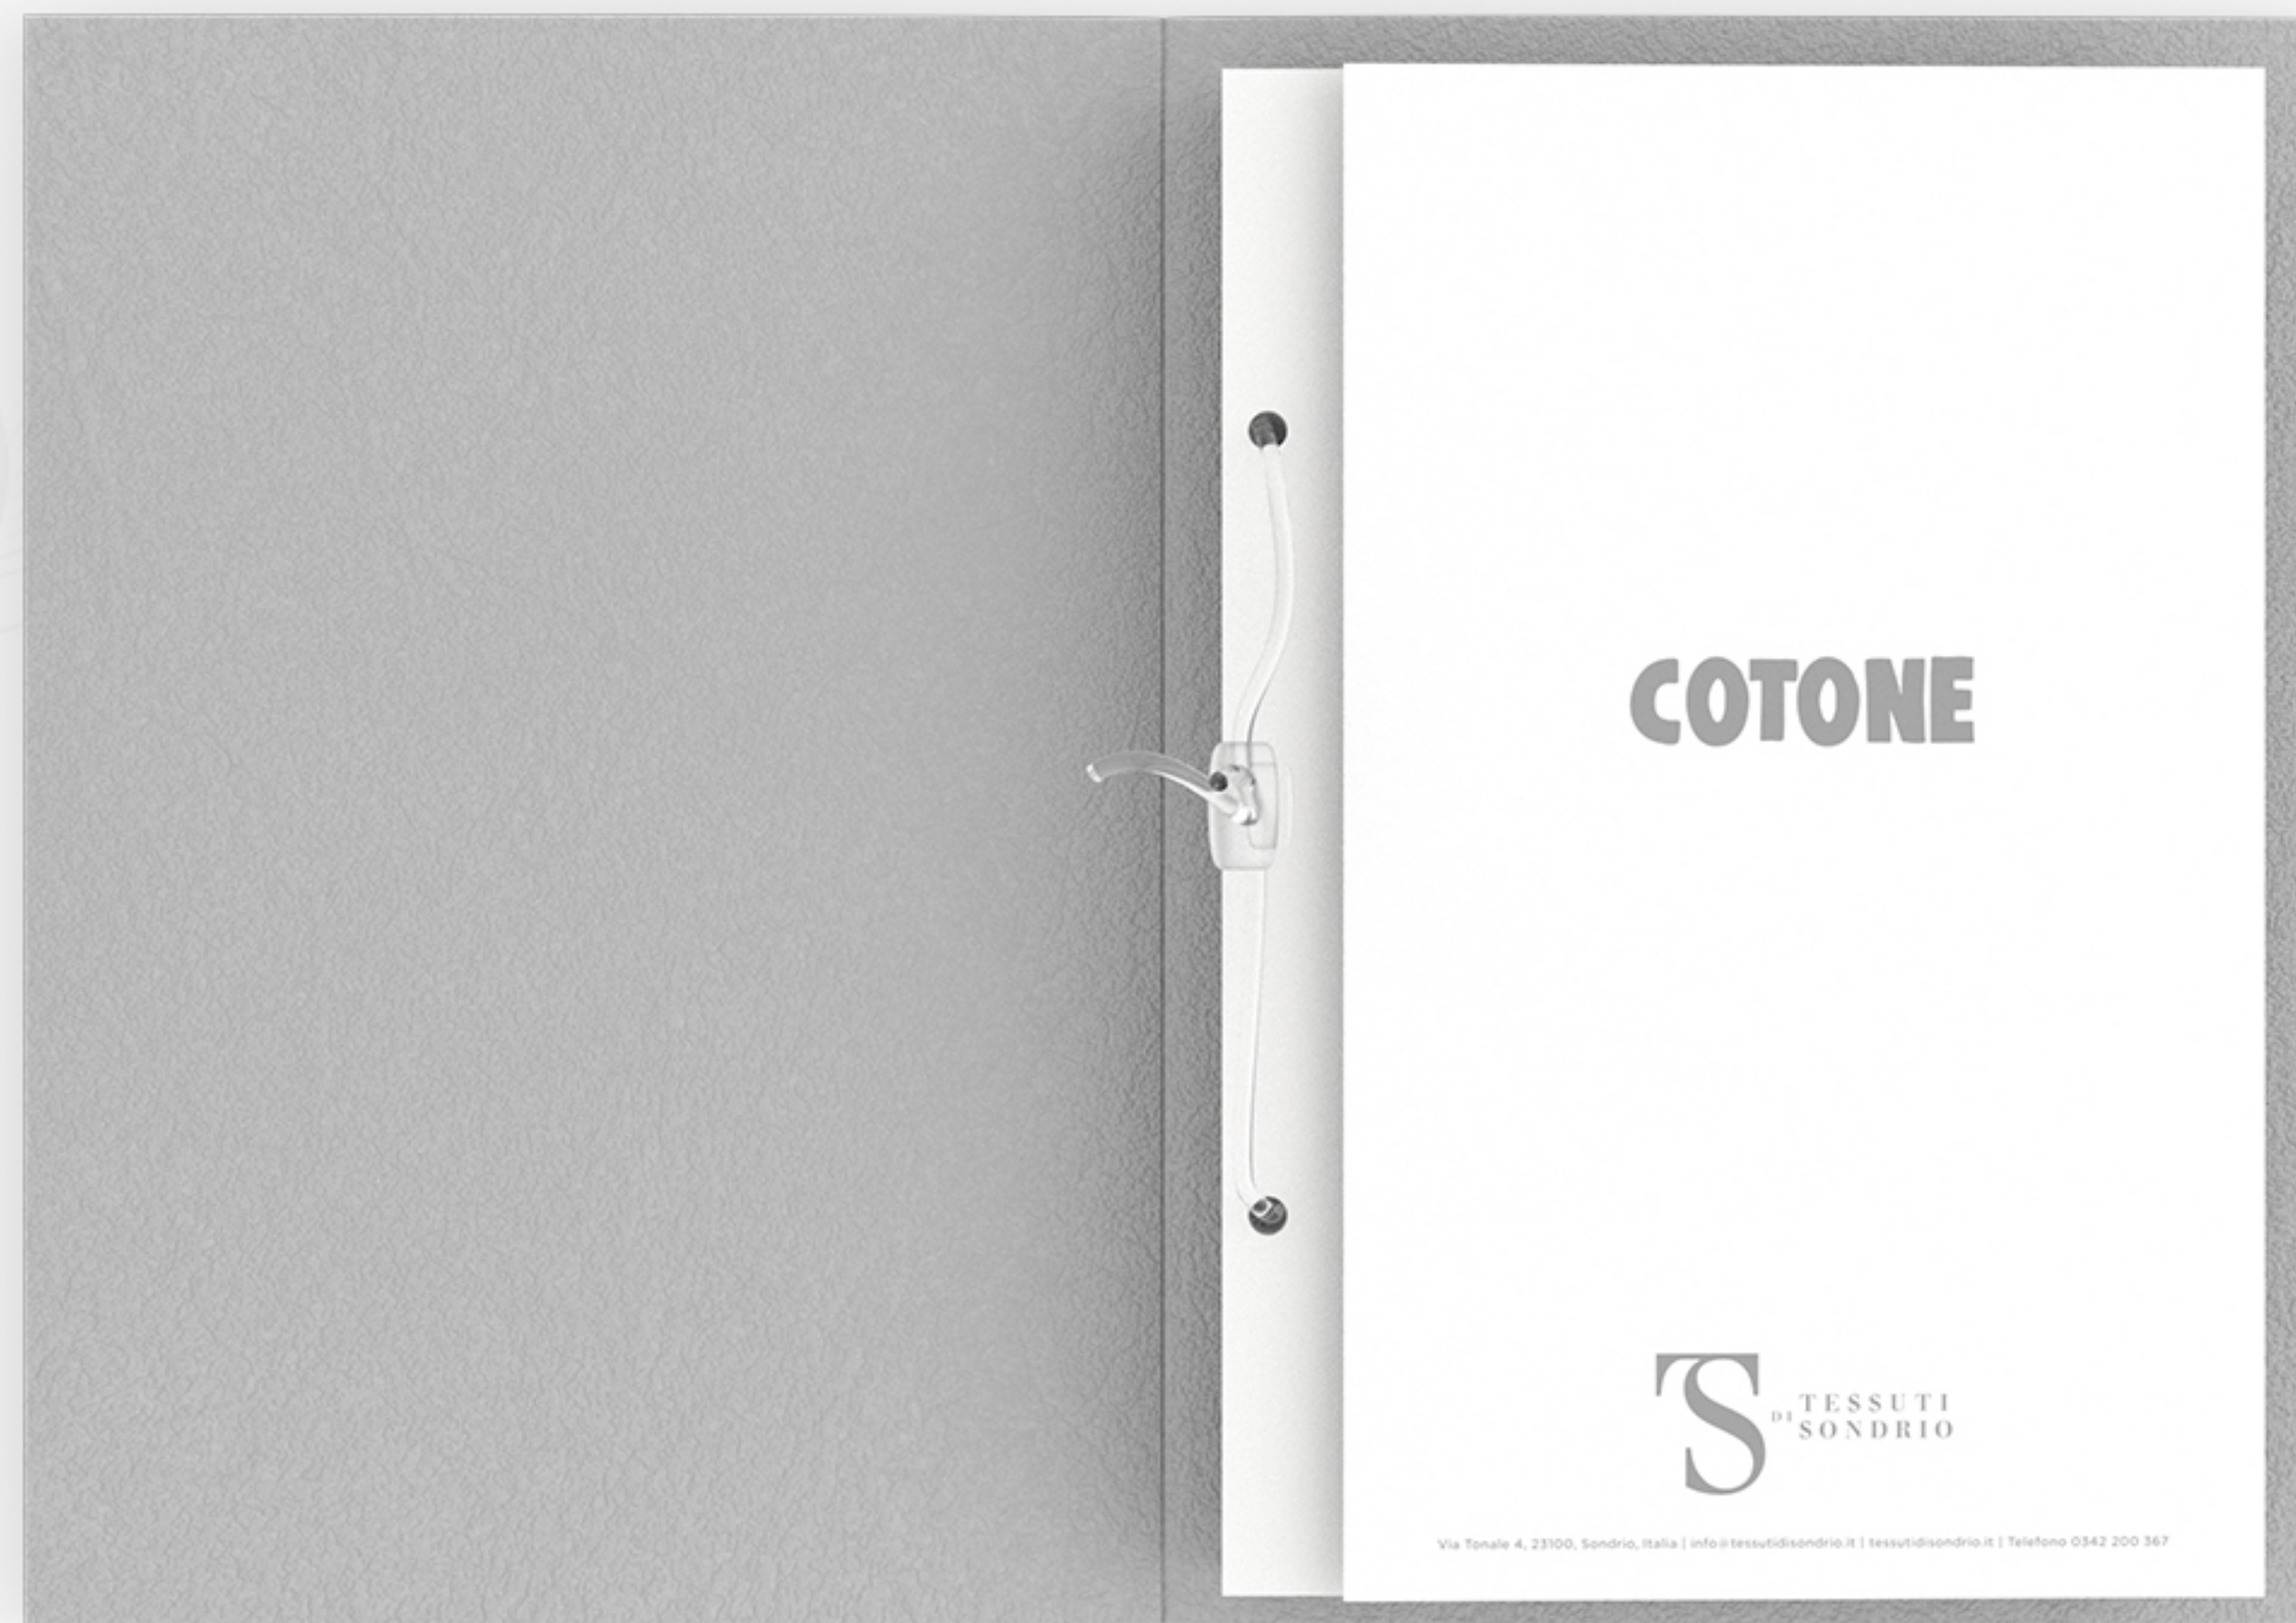 COTONE
TS
TESSUTI
DI
SONDRIO
Via Tonale 4, 23100, Sondrio, Italia | info@tessutidisondrio.it | tessutidisondrio.it | Telefono 0342 200 367